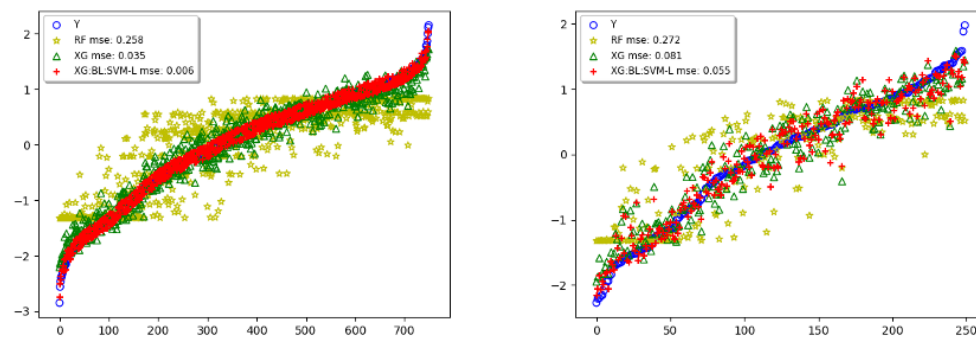 Y
RF mse: 0.258
XG mse: 0.035
XG:BL:SVM-L mse: 0.006
2
1
0
−1
−2
−3
0 100 200 300 400 500 600 700
Y
RF mse: 0.272
XG mse: 0.081
XG:BL:SVM-L mse: 0.055
2
1
0
−1
−2
0 50 100 150 200 250